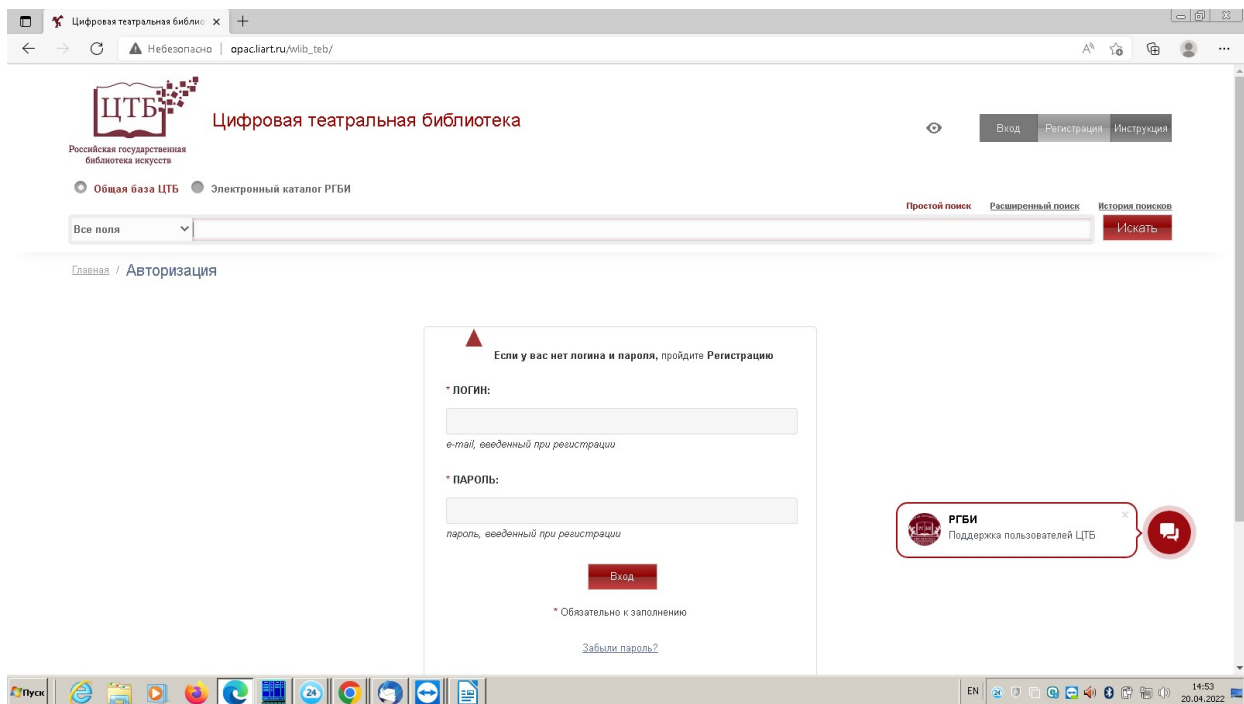 Цифровая театральная библио
Небезопасно | opac.liart.ru/wlib_teb/
ЦТБ
Российская государственная
библиотека искусств
Цифровая театральная библиотека
Вход Регистрация Инструкция
Общая база ЦТБ Электронный каталог РГБИ
Простой поиск Расширенный поиск История поисков
Все поля Искать
Главная / Авторизация
Если у вас нет логина и пароля, пройдите Регистрацию
* ЛОГИН:
e-mail, введенный при регистрации
* ПАРОЛЬ:
пароль, введенный при регистрации
РГБИ
Поддержка пользователей ЦТБ
Вход
* Обязательно к заполнению
Забыли пароль?
Пуск 24 EN 14:53
20.04.2022